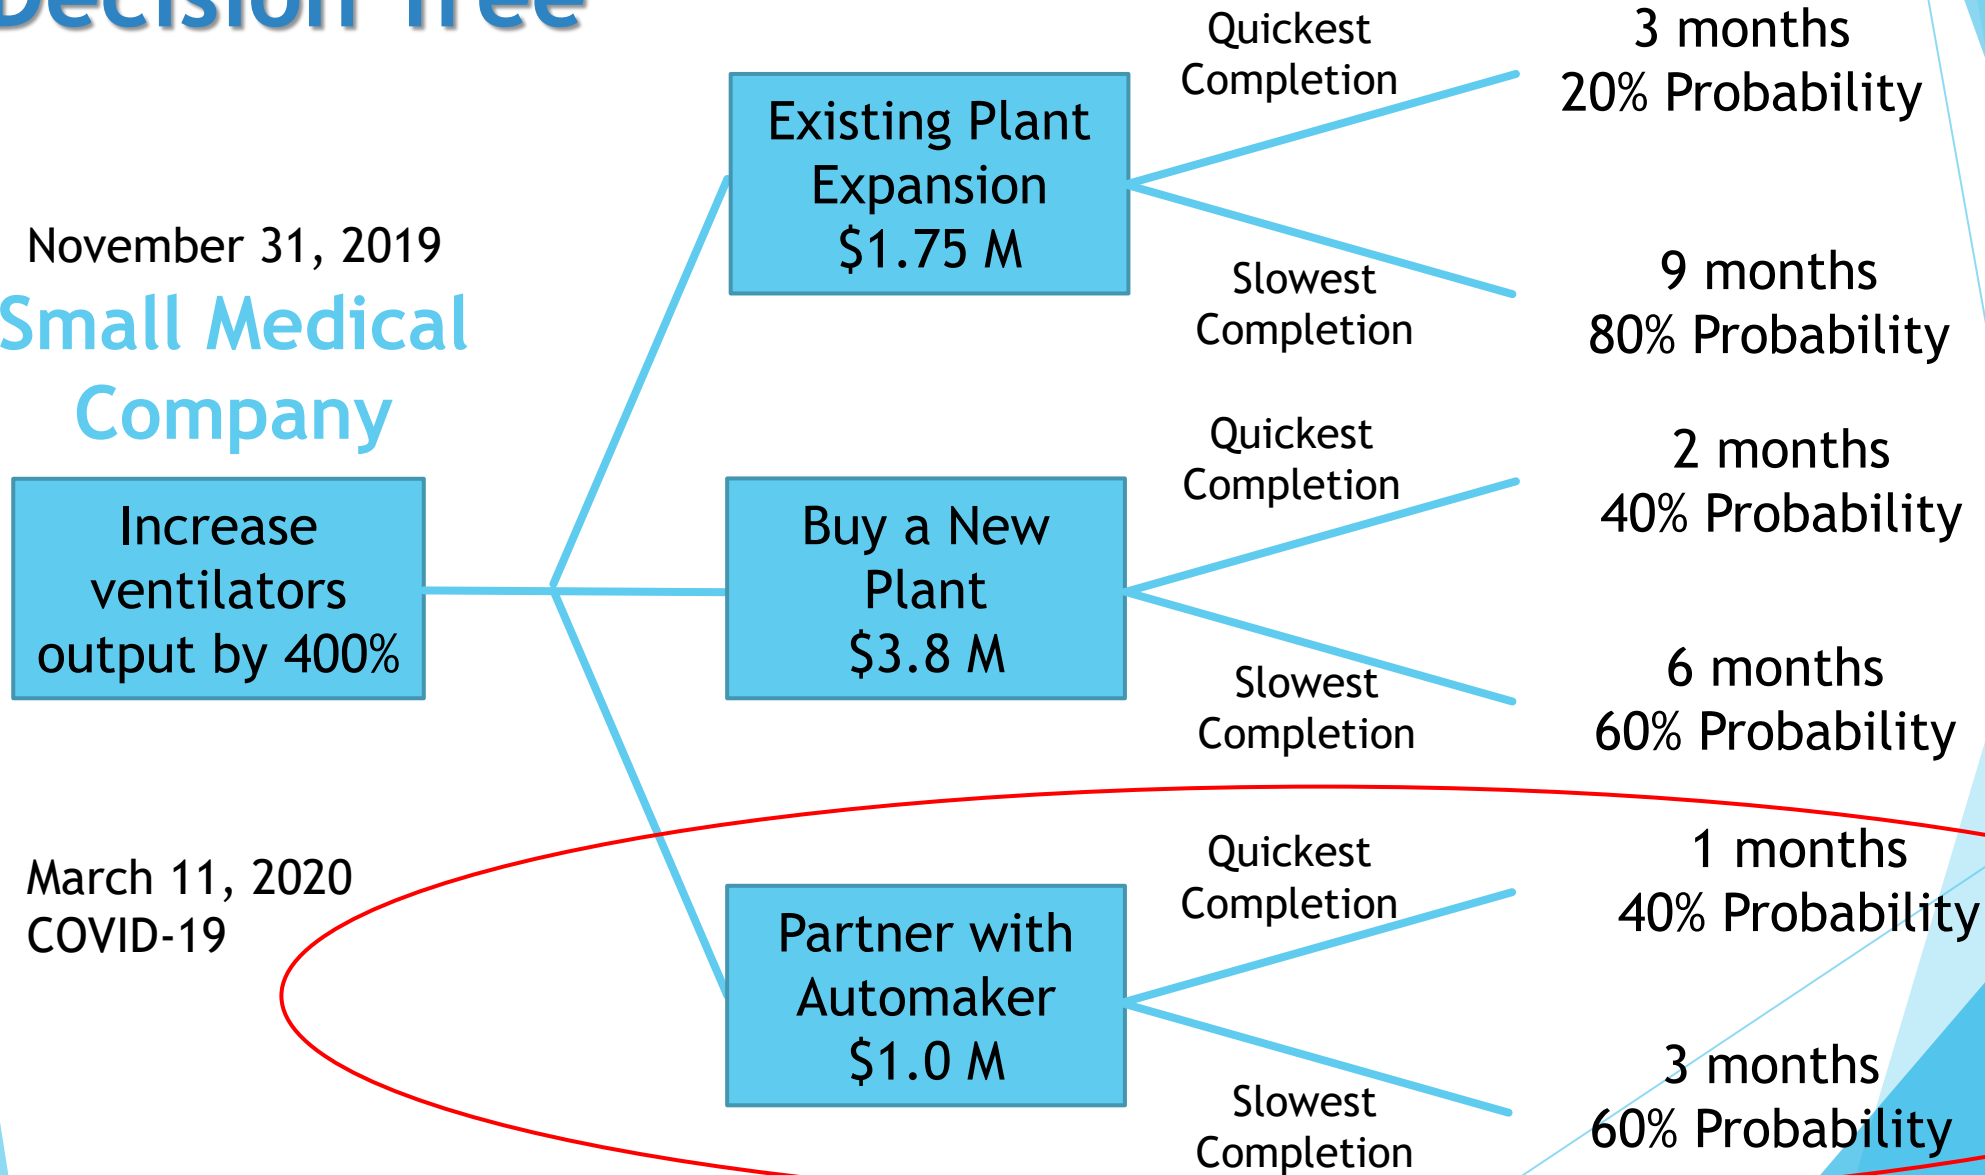 Decision Tree
November 31, 2019
Small Medical
Company
Increase
ventilators
output by 400%
March 11, 2020
COVID-19
Existing Plant
Expansion
$1.75 M
Quickest
Completion
3 months
20% Probability
Slowest
Completion
9 months
80% Probability
Buy a New
Plant
$3.8 M
Quickest
Completion
2 months
40% Probability
Slowest
Completion
6 months
60% Probability
Partner with
Automaker
$1.0 M
Quickest
Completion
1 months
40% Probability
Slowest
Completion
3 months
60% Probability